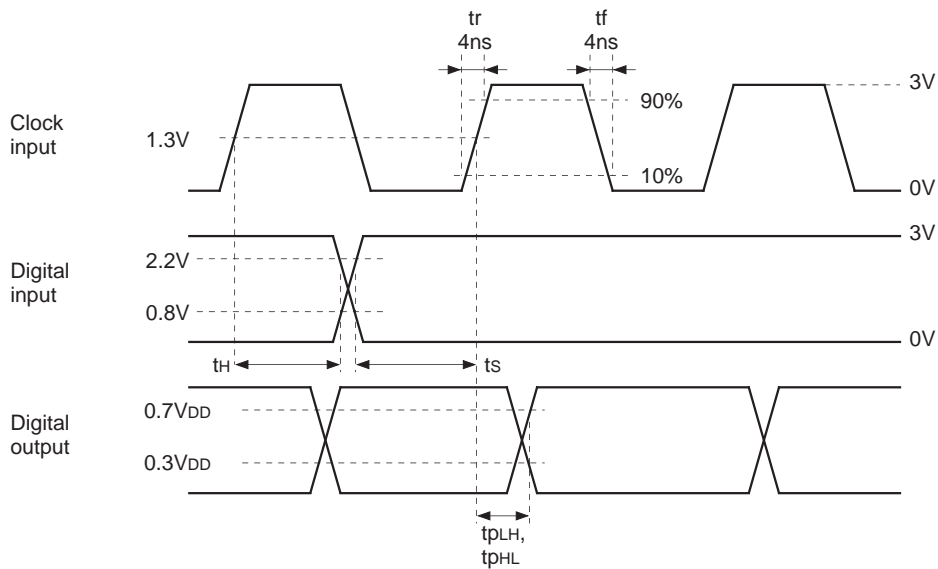 tr
4ns
tf
4ns
3V
90%
Clock
input
1.3V
10%
0V
3V
2.2V
Digital
input
0.8V
0V
tH
tS
Digital
output
0.7VDD
0.3VDD
tpLH,
tpHL